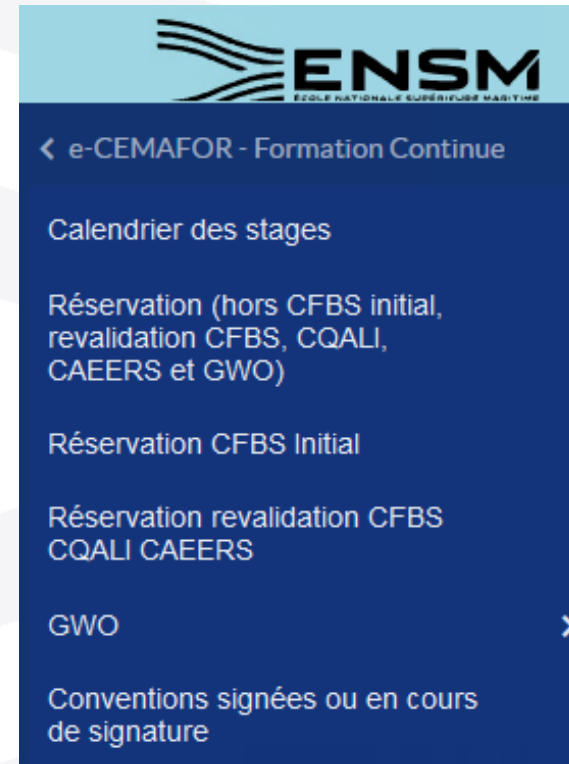 ENSM
ÉCOLE NATIONALE SUPÉRIEURE MARITIME
e-CEMAFOR - Formation Continue
Calendrier des stages
Réservation (hors CFBS initial,
revalidation CFBS, CQALI,
CAEERS et GWO)
Réservation CFBS Initial
Réservation revalidation CFBS
CQALI CAEERS
GWO
Conventions signées ou en cours
de signature